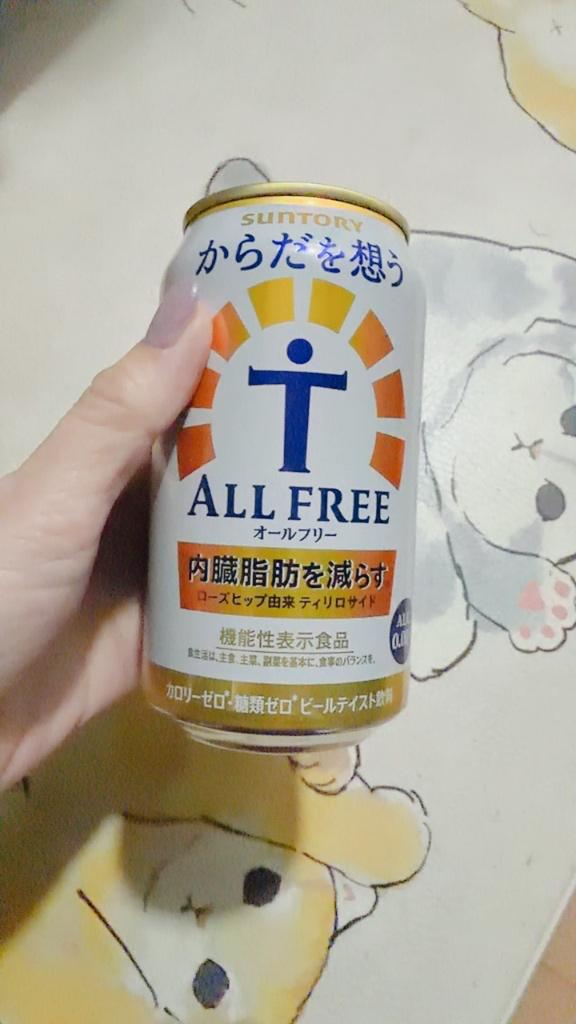 SUNTORY
からだを想う
ALL FREE
オールフリー
内臓脂肪を減らす
ローズヒップ由来 ティリロサイド
機能性表示食品
食生活は、主食、主菜、副菜を基本に、食事のバランスを。
カロリーゼロ*・糖類ゼロ*ビールテイスト飲料